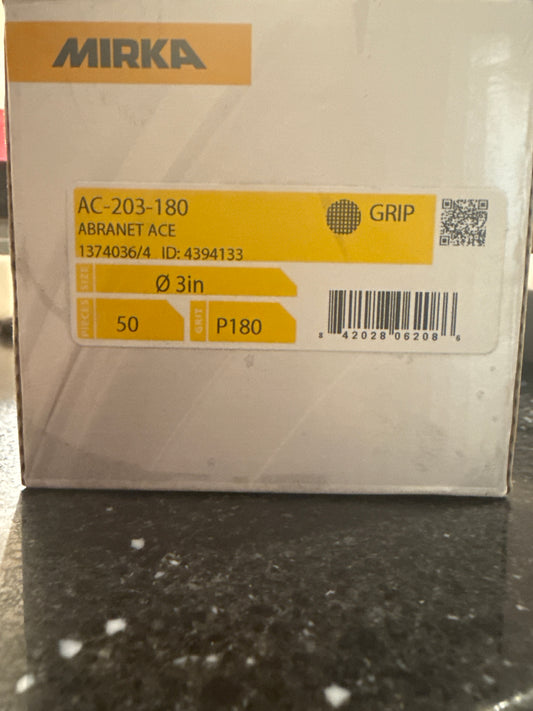 MIRKA
AC-203-180
GRIP
ABRANET ACE
1374036/4 ID: 4394133
SIZE
Ø 3in
PIECES
50
GRIT
P180
8 42028 06208 6